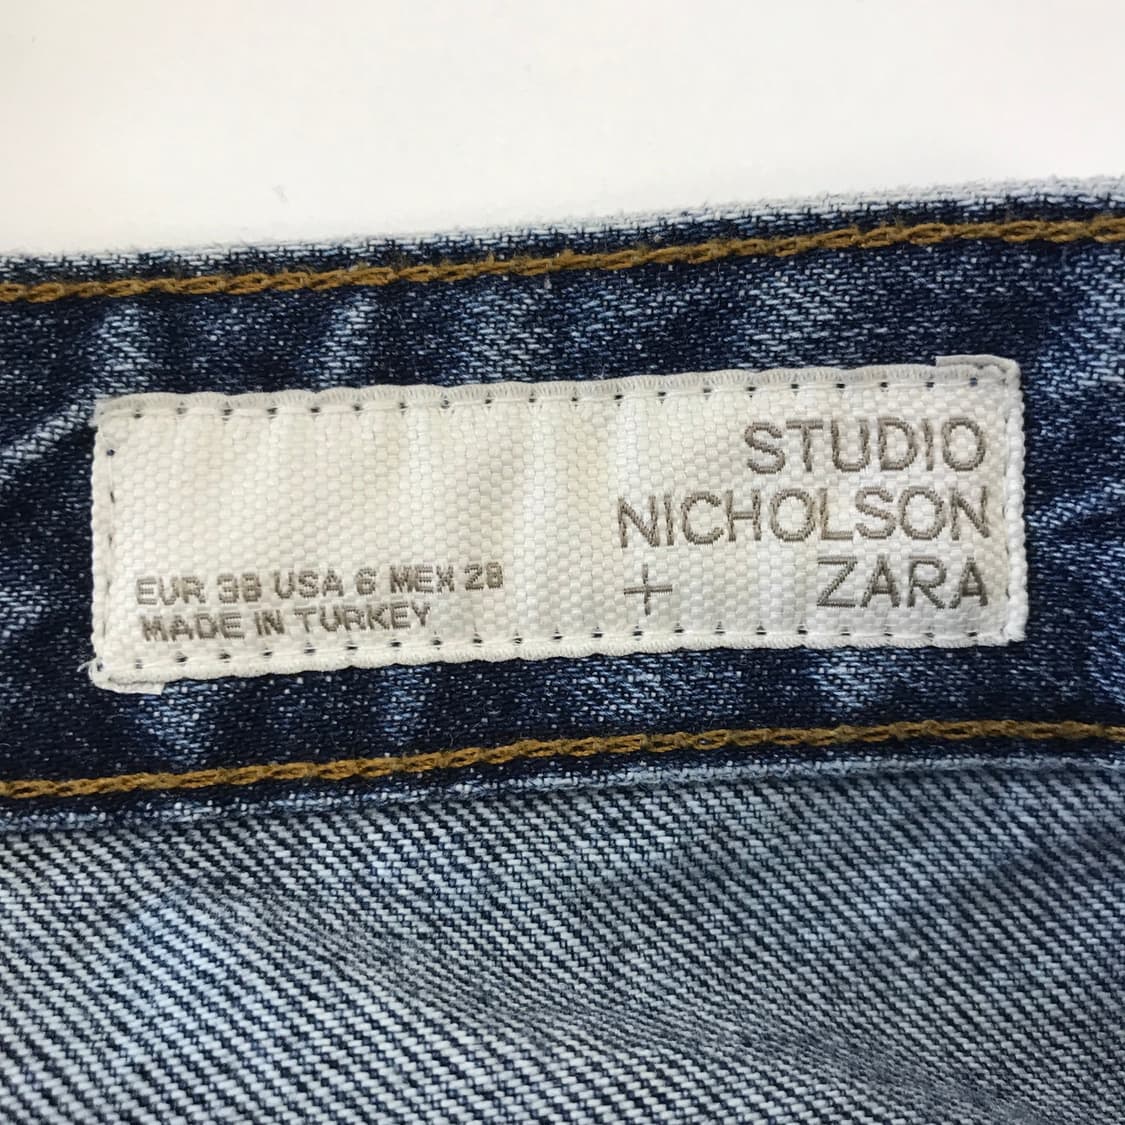 STUDIO
NICHOLSON
+ ZARA
EUR 38 USA 6 MEX 28
MADE IN TURKEY